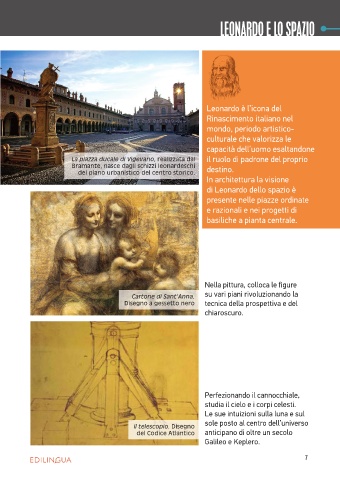 LEONARDO E LO SPAZIO
Leonardo è l'icona del
Rinascimento italiano nel
mondo, periodo artistico-
culturale che valorizza le
capacità dell'uomo esaltandone
il ruolo di padrone del proprio
destino.
In architettura la visione
di Leonardo dello spazio è
presente nelle piazze ordinate
e razionali e nei progetti di
basiliche a pianta centrale.
La piazza ducale di Vigevano, realizzata dal
Bramante, nasce dagli schizzi leonardeschi
del piano urbanistico del centro storico.
Cartone di Sant'Anna.
Disegno a gessetto nero
Nella pittura, colloca le figure
su vari piani rivoluzionando la
tecnica della prospettiva e del
chiaroscuro.
Il telescopio. Disegno
del Codice Atlantico
Perfezionando il cannocchiale,
studia il cielo e i corpi celesti.
Le sue intuizioni sulla luna e sul
sole posto al centro dell'universo
anticipano di oltre un secolo
Galileo e Keplero.
EDILINGUA
7